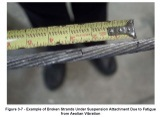 Figure 3-7 - Example of Broken Strands Under Suspension Attachment Due to Fatigue
from Aeolian Vibration